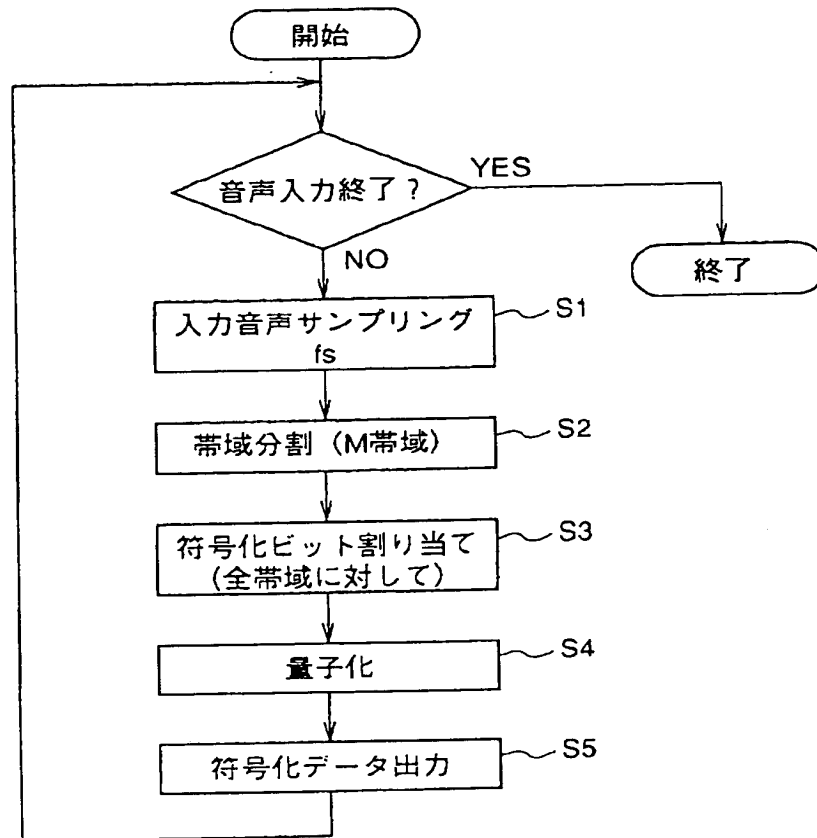 開始
音声入力終了?
YES
NO
終了
入力音声サンプリング
fs
S1
帯域分割 (M帯域)
S2
符号化ビット割り当て
(全帯域に対して)
S3
量子化
S4
符号化データ出力
S5